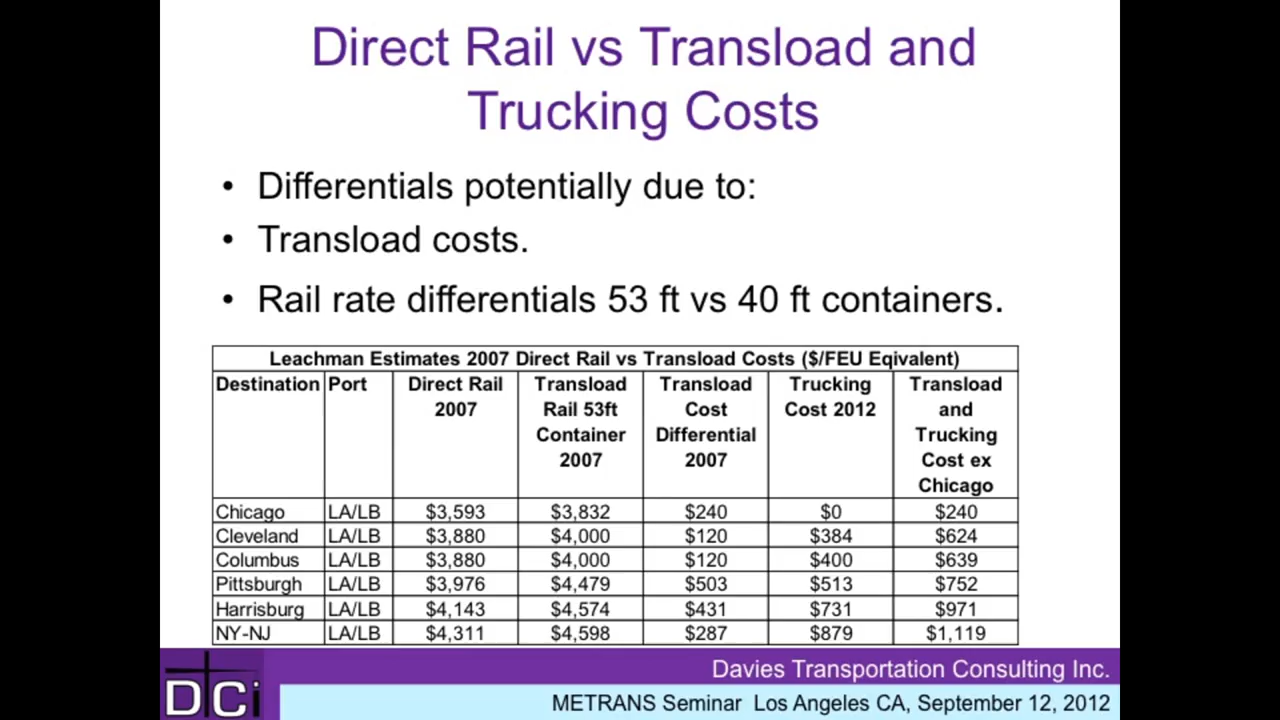 Direct Rail vs Transload and
Trucking Costs
• Differentials potentially due to:
• Transload costs.
• Rail rate differentials 53 ft vs 40 ft containers.
Leachman Estimates 2007 Direct Rail vs Transload Costs ($/FEU Eqivalent)
Destination Port Direct Rail 2007 Transload Rail 53ft Container 2007 Transload Cost Differential 2007 Trucking Cost 2012 Transload and Trucking Cost ex Chicago
Chicago LA/LB $3,593 $3,832 $240 $0 $240
Cleveland LA/LB $3,880 $4,000 $120 $384 $624
Columbus LA/LB $3,880 $4,000 $120 $400 $639
Pittsburgh LA/LB $3,976 $4,479 $503 $513 $752
Harrisburg LA/LB $4,143 $4,574 $431 $731 $971
NY-NJ LA/LB $4,311 $4,598 $287 $879 $1,119
Davies Transportation Consulting Inc.
DTCi
METRANS Seminar Los Angeles CA, September 12, 2012